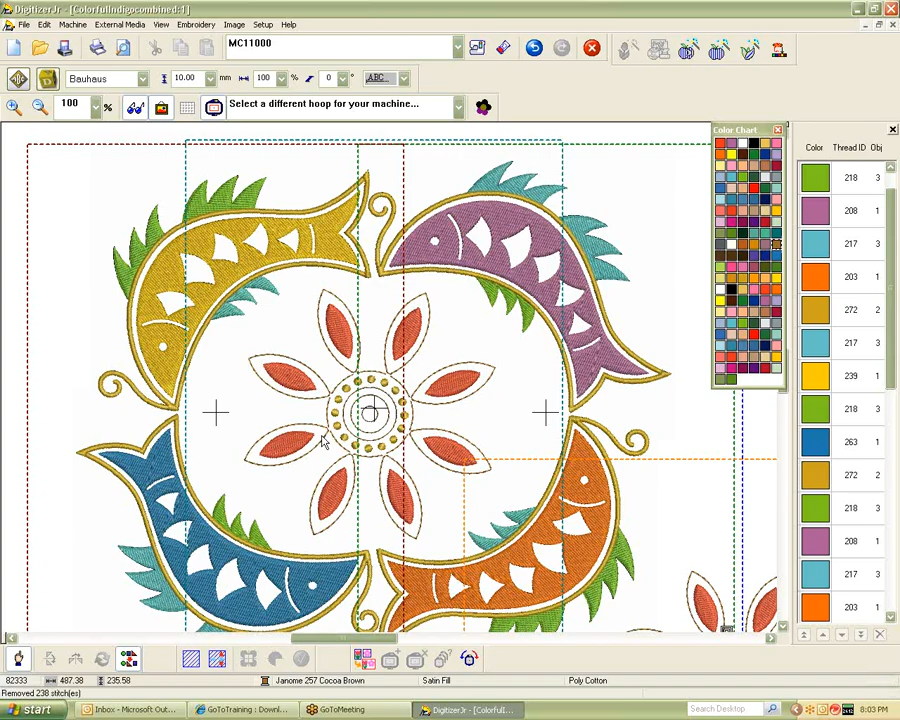 DigitizerJr - [ColorfulIndigocombined:1]
File Edit Machine External Media View Embroidery Image Setup Help
MC11000
Bauhaus 10.00 mm 100 % 0 ABC
100 % Select a different hoop for your machine...
Color Chart
Color Thread ID Obj
218 3
208 1
217 3
203 1
272 2
217 3
239 1
218 3
263 1
272 2
218 3
208 1
217 3
203 1
82333 487.38 235.58 Janome 257 Cocoa Brown Satin Fill Poly Cotton
Removed 238 stitch(es)
start Inbox - Microsoft Out... GoToTraining : Downl... GoToMeeting DigitizerJr - [Colorful... Search Desktop 8:03 PM